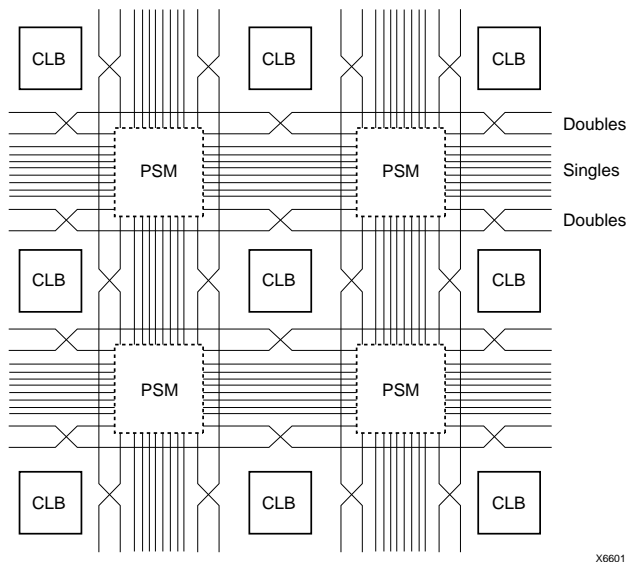 CLB CLB CLB
Doubles
PSM PSM Singles
Doubles
CLB CLB CLB
PSM PSM
CLB CLB CLB
X6601